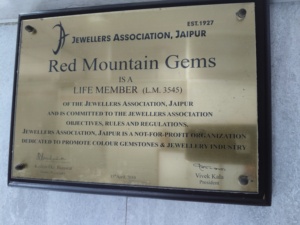 EST.1927
JEWELLERS ASSOCIATION, JAIPUR
Red Mountain Gems
IS A
LIFE MEMBER (L.M. 3545)
OF THE JEWELLERS ASSOCIATION, JAIPUR
AND IS COMMITTED TO THE JEWELLERS ASSOCIATION
OBJECTIVES, RULES AND REGULATIONS.
JEWELLERS ASSOCIATION, JAIPUR IS A NOT-FOR-PROFIT ORGANIZATION
DEDICATED TO PROMOTE COLOUR GEMSTONES & JEWELLERY INDUSTRY
Vivek Kala
President